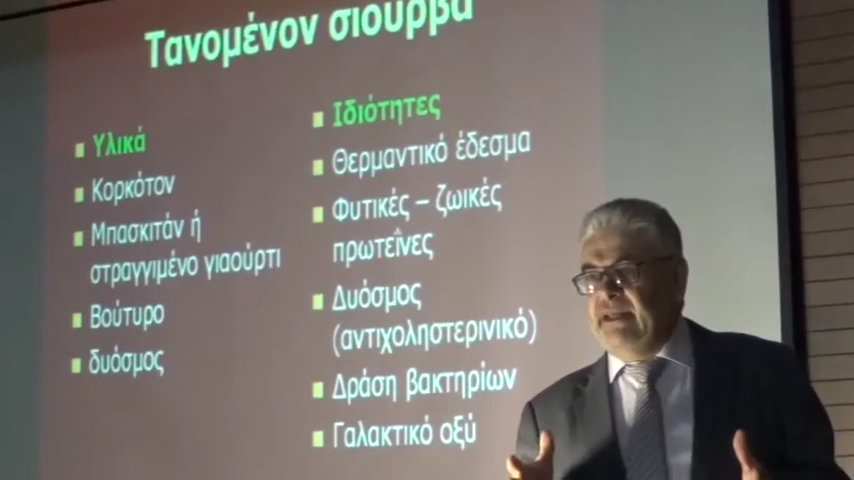 Τανομένον σιουρβά
Υλικά
Κορκότον
Μπασκιτάν ή
στραγγιμένο γιαούρτι
Βούτυρο
δυόσμος
Ιδιότητες
Θερμαντικό έδεσμα
Φυτικές – ζωικές
πρωτεΐνες
Δυόσμος
(αντιχοληστερινικό)
Δράση βακτηρίων
Γαλακτικό οξύ